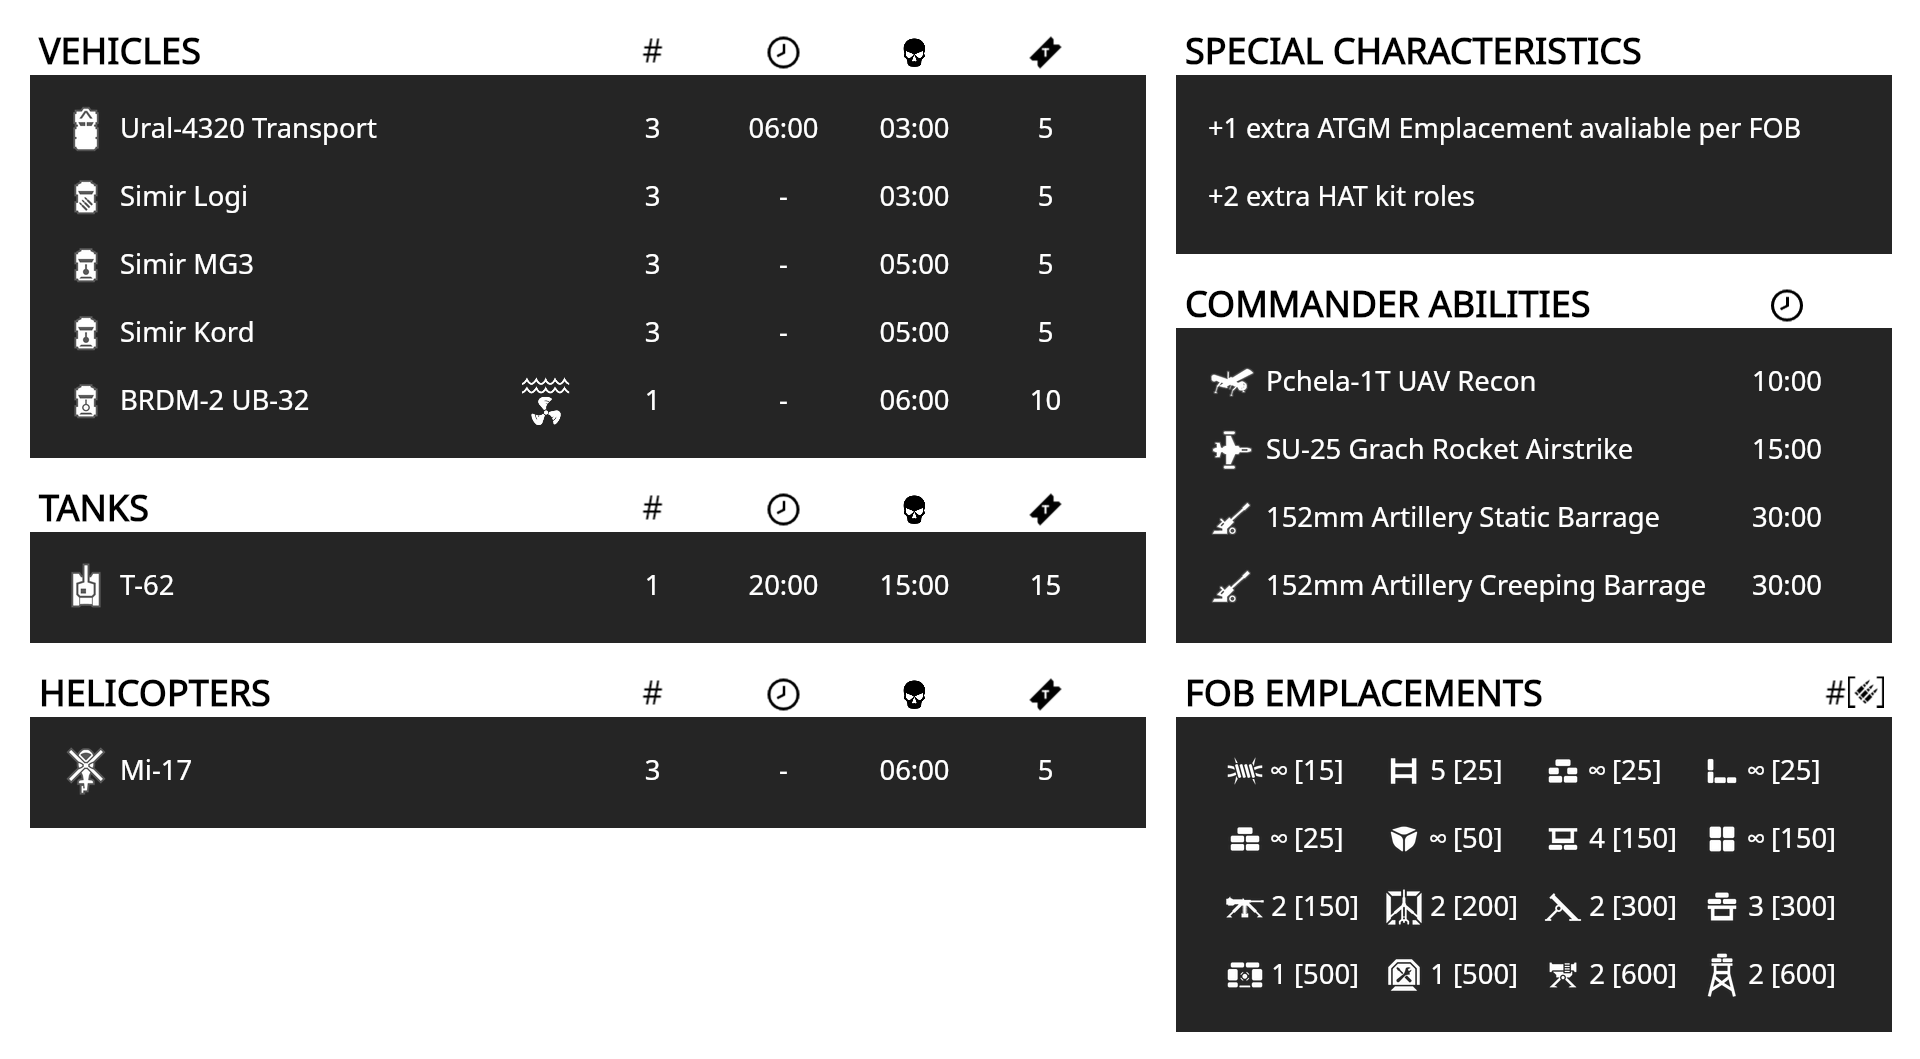 VEHICLES #
Ural-4320 Transport 3 06:00 03:00 5
Simir Logi 3 - 03:00 5
Simir MG3 3 - 05:00 5
Simir Kord 3 - 05:00 5
BRDM-2 UB-32 1 - 06:00 10
TANKS #
T-62 1 20:00 15:00 15
HELICOPTERS #
Mi-17 3 - 06:00 5
SPECIAL CHARACTERISTICS
+1 extra ATGM Emplacement avaliable per FOB
+2 extra HAT kit roles
COMMANDER ABILITIES
Pchela-1T UAV Recon 10:00
SU-25 Grach Rocket Airstrike 15:00
152mm Artillery Static Barrage 30:00
152mm Artillery Creeping Barrage 30:00
FOB EMPLACEMENTS #[]
∞ [15] 5 [25] ∞ [25] ∞ [25]
∞ [25] ∞ [50] 4 [150] ∞ [150]
2 [150] 2 [200] 2 [300] 3 [300]
1 [500] 1 [500] 2 [600] 2 [600]